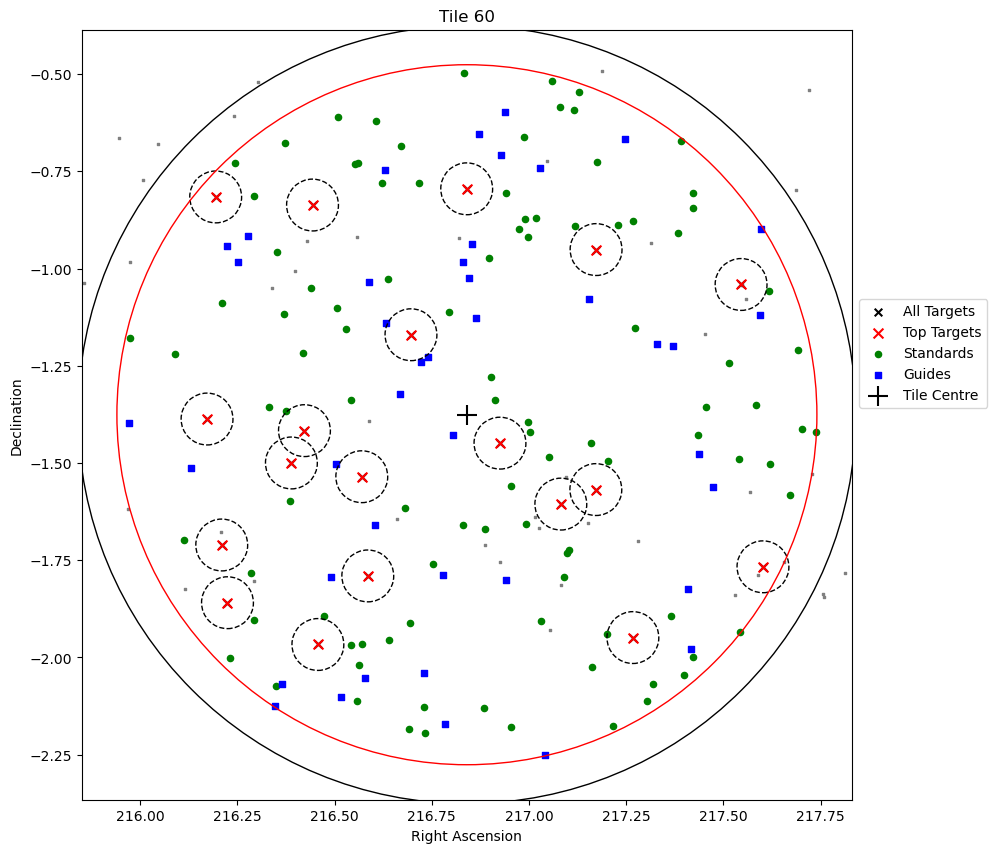 Tile 60
−0.50
−0.75
−1.00
−1.25
−1.50
−1.75
−2.00
−2.25
Declination
216.00 216.25 216.50 216.75 217.00 217.25 217.50 217.75
Right Ascension
All Targets
Top Targets
Standards
Guides
Tile Centre